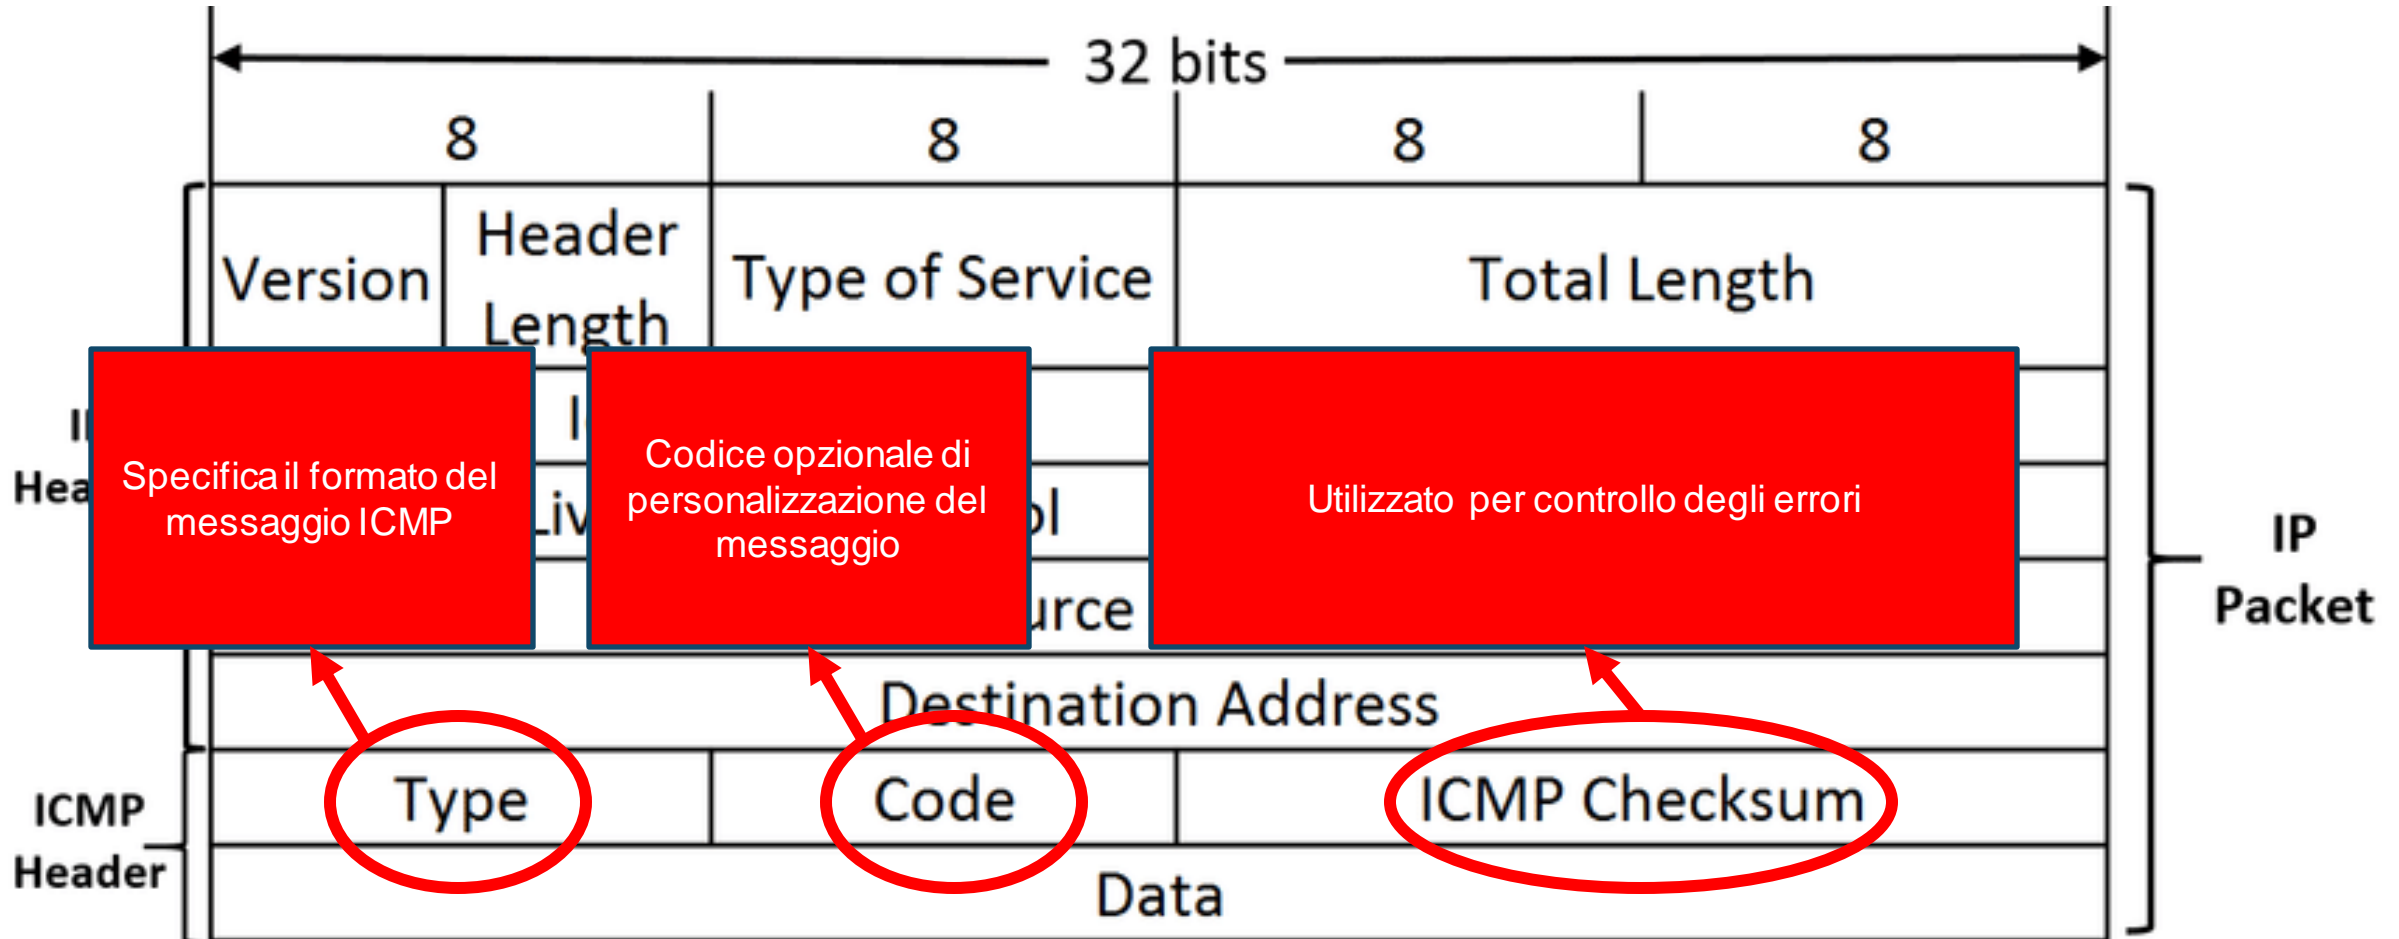 32 bits
8 8 8 8
Version Header Length Type of Service Total Length
Specifica il formato del
messaggio ICMP
Codice opzionale di
personalizzazione del
messaggio
Utilizzato per controllo degli errori
IP
Packet
Destination Address
ICMP
Header
Type Code ICMP Checksum
Data